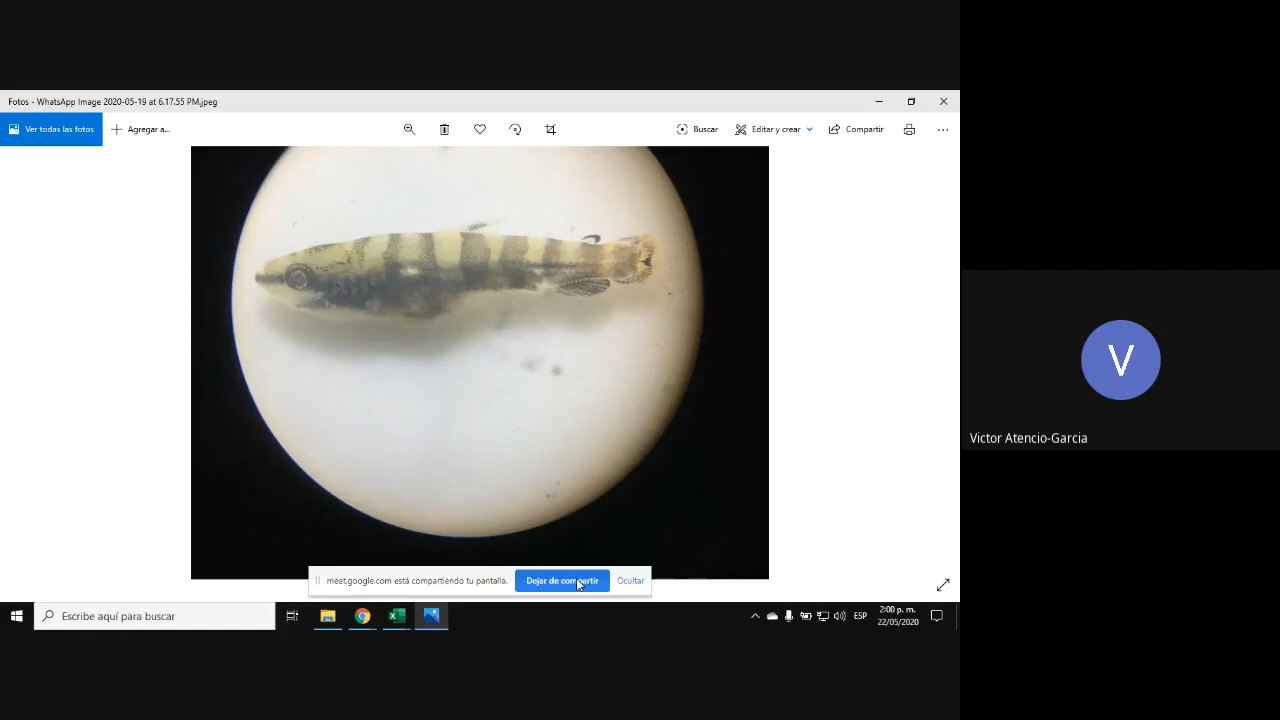 Fotos - WhatsApp Image 2020-05-19 at 6.17.55 PM.jpeg
Ver todas las fotos
Agregar a...
Buscar
Editar y crear
Compartir
V
Victor Atencio-Garcia
meet.google.com está compartiendo tu pantalla.
Dejar de compartir
Ocultar
Escribe aquí para buscar
ESP
2:00 p. m.
22/05/2020